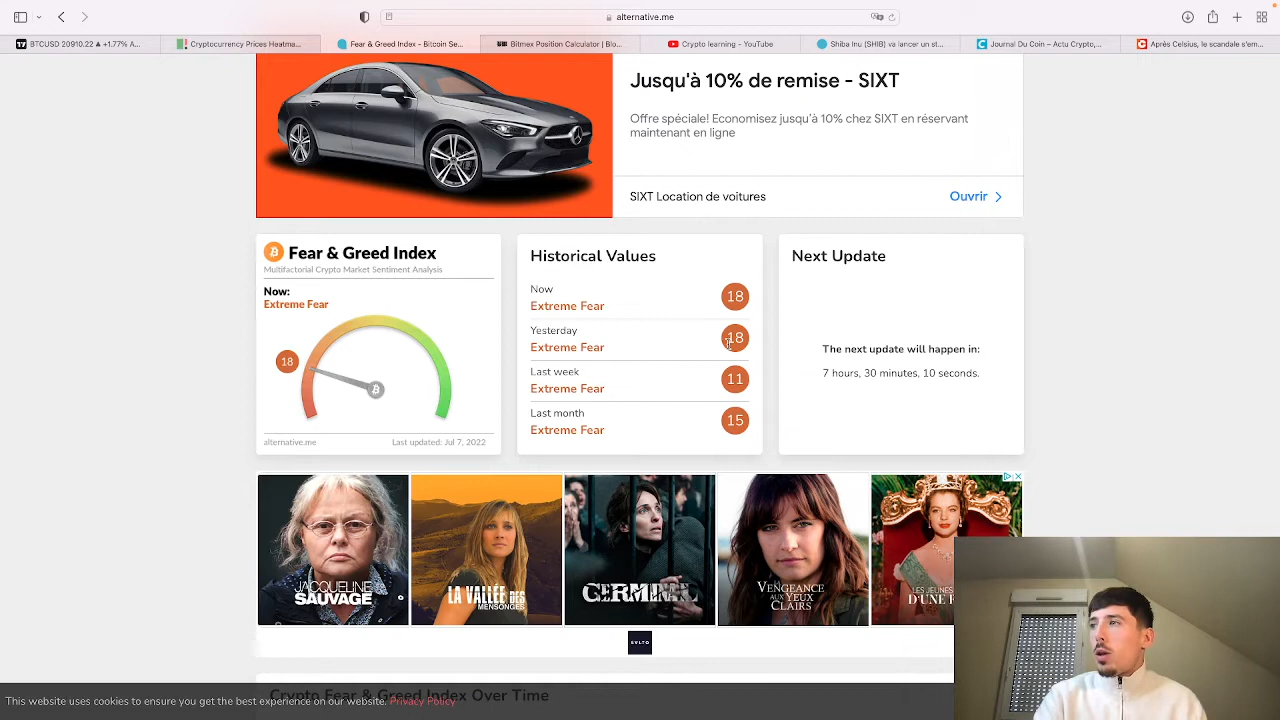 alternative.me
BTCUSD 20910.22 ▲ +1.77% A...
Cryptocurrency Prices Heatma...
Fear & Greed Index - Bitcoin Se...
Bitmex Position Calculator | Blo...
Crypto learning - YouTube
Shiba Inu (SHIB) va lancer un st...
Journal Du Coin – Actu Crypto,...
Après Celsius, le scandale s'em...
Jusqu'à 10% de remise - SIXT
Offre spéciale! Economisez jusqu'à 10% chez SIXT en réservant
maintenant en ligne
SIXT Location de voitures
Ouvrir
Fear & Greed Index
Multifactorial Crypto Market Sentiment Analysis
Now:
Extreme Fear
18
alternative.me
Last updated: Jul 7, 2022
Historical Values
Now
Extreme Fear
18
Yesterday
Extreme Fear
18
Last week
Extreme Fear
11
Last month
Extreme Fear
15
Next Update
The next update will happen in:
7 hours, 30 minutes, 10 seconds.
JACQUELINE
SAUVAGE
LA VALLÉE DES
MENSONGES
LA
VENGEANCE
AUX YEUX
CLAIRS
LES JEUNES
D'UNE
SALTO
Crypto Fear & Greed Index Over Time
This website uses cookies to ensure you get the best experience on our website. Privacy Policy